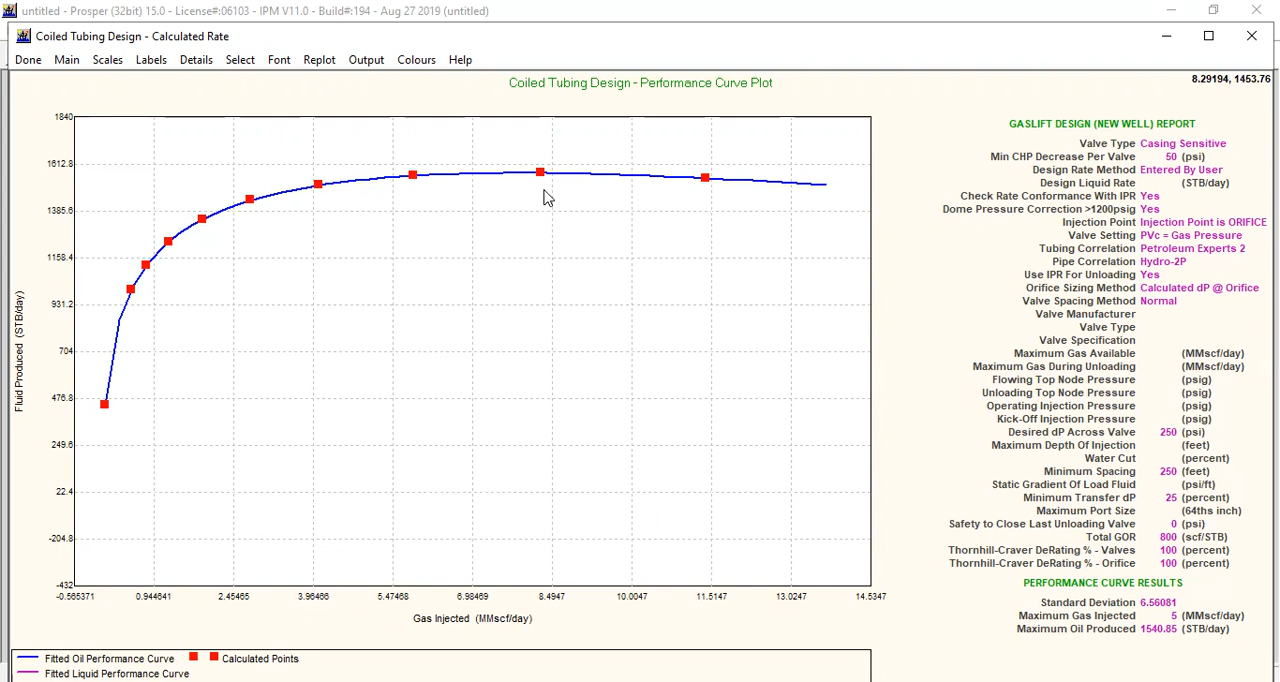 untitled - Prosper (32bit) 15.0 - License#:06103 - IPM V11.0 - Build#:194 - Aug 27 2019 (untitled)
Coiled Tubing Design - Calculated Rate
Done Main Scales Labels Details Select Font Replot Output Colours Help
8.29194, 1453.76
Coiled Tubing Design - Performance Curve Plot
1840
1612.8
1385.6
1158.4
931.2
704
476.8
249.6
22.4
-204.8
-432
Fluid Produced (STB/day)
-0.565371 0.944641 2.45465 3.96466 5.47468 6.98469 8.4947 10.0047 11.5147 13.0247 14.5347
Gas Injected (MMscf/day)
GASLIFT DESIGN (NEW WELL) REPORT
Valve Type Casing Sensitive
Min CHP Decrease Per Valve 50 (psi)
Design Rate Method Entered By User
Design Liquid Rate (STB/day)
Check Rate Conformance With IPR Yes
Dome Pressure Correction >1200psig Yes
Injection Point Injection Point is ORIFICE
Valve Setting PVc = Gas Pressure
Tubing Correlation Petroleum Experts 2
Pipe Correlation Hydro-2P
Use IPR For Unloading Yes
Orifice Sizing Method Calculated dP @ Orifice
Valve Spacing Method Normal
Valve Manufacturer
Valve Type
Valve Specification
Maximum Gas Available (MMscf/day)
Maximum Gas During Unloading (MMscf/day)
Flowing Top Node Pressure (psig)
Unloading Top Node Pressure (psig)
Operating Injection Pressure (psig)
Kick-Off Injection Pressure (psig)
Desired dP Across Valve 250 (psi)
Maximum Depth Of Injection (feet)
Water Cut (percent)
Minimum Spacing 250 (feet)
Static Gradient Of Load Fluid (psi/ft)
Minimum Transfer dP 25 (percent)
Maximum Port Size (64ths inch)
Safety to Close Last Unloading Valve 0 (psi)
Total GOR 800 (scf/STB)
Thornhill-Craver DeRating % - Valves 100 (percent)
Thornhill-Craver DeRating % - Orifice 100 (percent)
PERFORMANCE CURVE RESULTS
Standard Deviation 6.56081
Maximum Gas Injected 5 (MMscf/day)
Maximum Oil Produced 1540.85 (STB/day)
Fitted Oil Performance Curve Calculated Points
Fitted Liquid Performance Curve